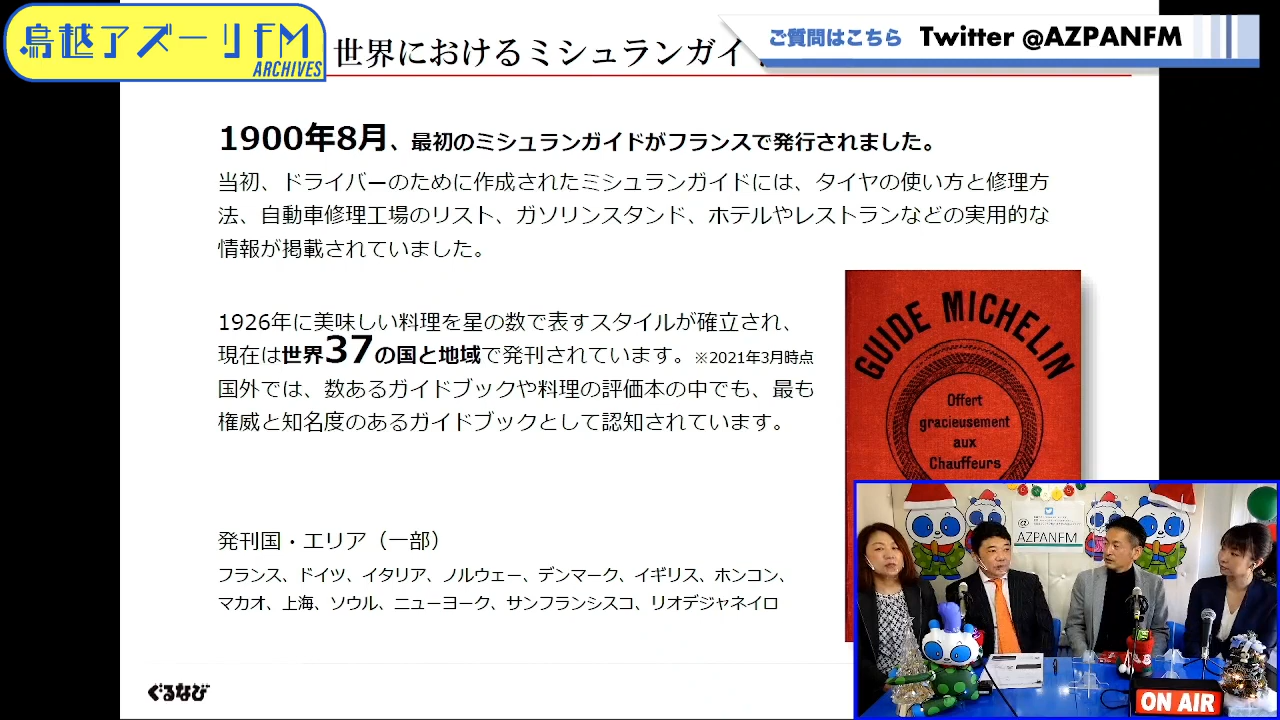 鳥越アズーリFM
ARCHIVES
世界におけるミシュランガイ
ご質問はこちら Twitter @AZPANFM
1900年8月、最初のミシュランガイドがフランスで発行されました。
当初、ドライバーのために作成されたミシュランガイドには、タイヤの使い方と修理方
法、自動車修理工場のリスト、ガソリンスタンド、ホテルやレストランなどの実用的な
情報が掲載されていました。
1926年に美味しい料理を星の数で表すスタイルが確立され、
現在は世界37の国と地域で発刊されています。※2021年3月時点
国外では、数あるガイドブックや料理の評価本の中でも、最も
権威と知名度のあるガイドブックとして認知されています。
GUIDE MICHELIN
Offert
gracieusement
aux
Chauffeurs
発刊国・エリア（一部）
フランス、ドイツ、イタリア、ノルウェー、デンマーク、イギリス、ホンコン、
マカオ、上海、ソウル、ニューヨーク、サンフランシスコ、リオデジャネイロ
ぐるなび
@
AZPANFM
ON AIR